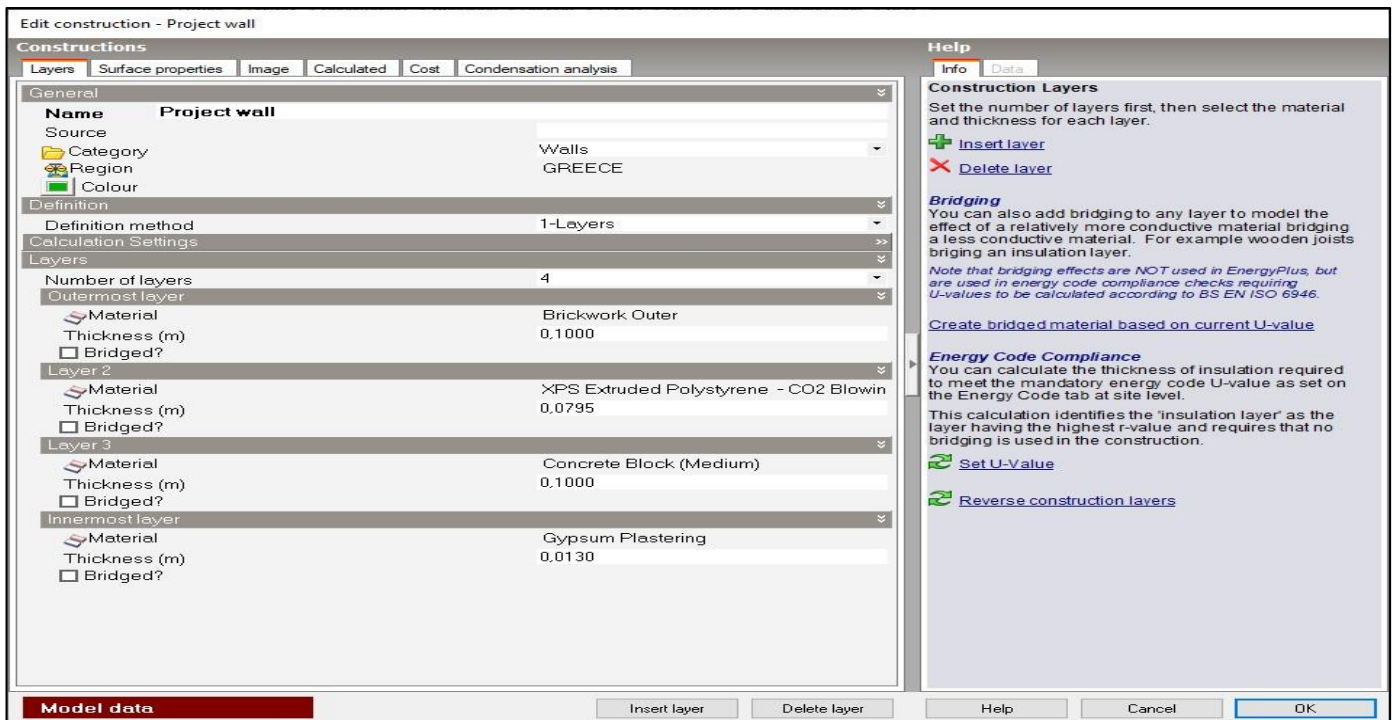 Edit construction - Project wall
Constructions
Layers Surface properties Image Calculated Cost Condensation analysis
General
Name Project wall
Source
Category Walls
Region GREECE
Colour
Definition
Definition method 1-Layers
Calculation Settings
Layers
Number of layers 4
Outermost layer
Material Brickwork Outer
Thickness (m) 0,1000
Bridged?
Layer 2
Material XPS Extruded Polystyrene - CO2 Blowin
Thickness (m) 0,0795
Bridged?
Layer 3
Material Concrete Block (Medium)
Thickness (m) 0,1000
Bridged?
Innermost layer
Material Gypsum Plastering
Thickness (m) 0,0130
Bridged?
Model data
Insert layer Delete layer
Help
Info Data
Construction Layers
Set the number of layers first, then select the material
and thickness for each layer.
Insert layer
Delete layer
Bridging
You can also add bridging to any layer to model the
effect of a relatively more conductive material bridging
a less conductive material. For example wooden joists
briging an insulation layer.
Note that bridging effects are NOT used in EnergyPlus, but
are used in energy code compliance checks requiring
U-values to be calculated according to BS EN ISO 6946.
Create bridged material based on current U-value
Energy Code Compliance
You can calculate the thickness of insulation required
to meet the mandatory energy code U-value as set on
the Energy Code tab at site level.
This calculation identifies the 'insulation layer' as the
layer having the highest r-value and requires that no
bridging is used in the construction.
Set U-Value
Reverse construction layers
Help Cancel OK